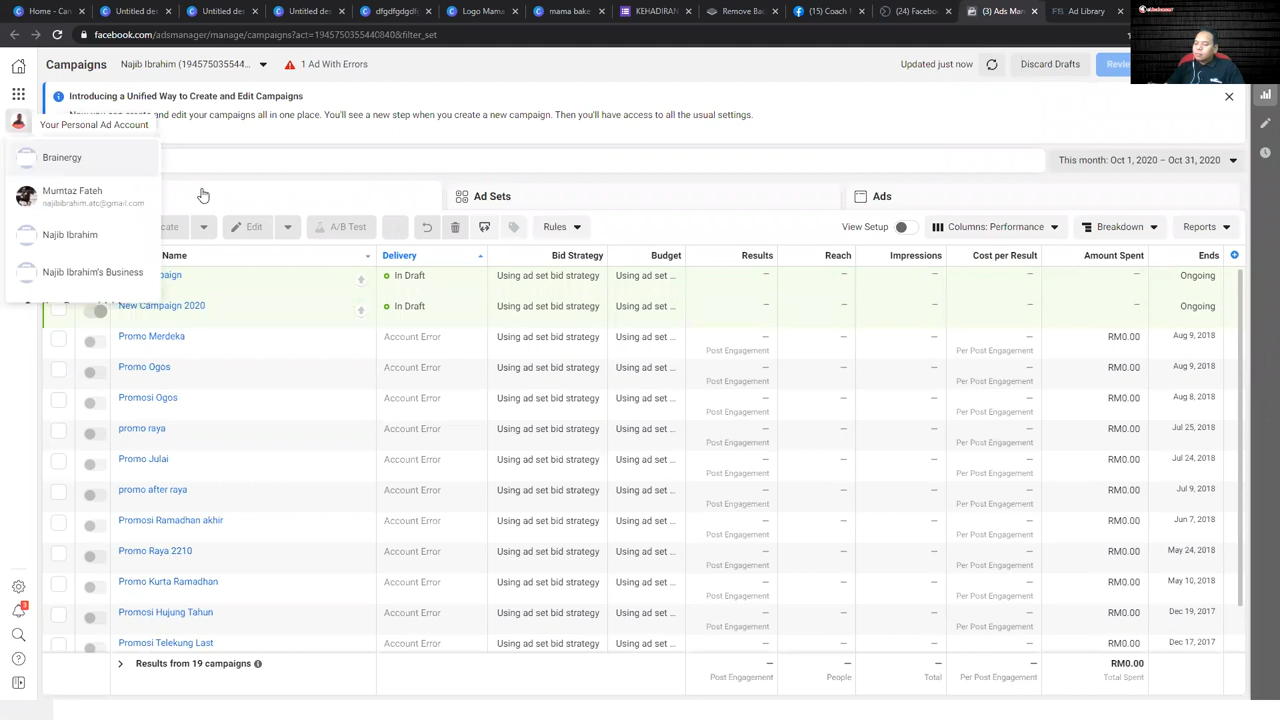 Canva
Untitled des
Untitled des
Untitled des
dfgdfgdgdf
Logo Mama
mama bake
KEHADIRAN
Remove Bac
(15) Coach
(24) Faceboo
(3) Ads Man
Ad Library
facebook.com/adsmanager/manage/campaigns?act=1945750355440840&filter_set
Campaigns
Najib Ibrahim (194575035544...
1 Ad With Errors
Updated just now
Discard Drafts
Introducing a Unified Way to Create and Edit Campaigns
can create and edit your campaigns all in one place. You'll see a new step when you create a new campaign. Then you'll have access to all the usual settings.
Your Personal Ad Account
Brainergy
Mumtaz Fateh
najibibrahim.atc@gmail.com
Najib Ibrahim
Najib Ibrahim's Business
This month: Oct 1, 2020 – Oct 31, 2020
Ad Sets
Ads
cate
Edit
A/B Test
Rules
View Setup
Columns: Performance
Breakdown
Reports
Name
Delivery
Bid Strategy
Budget
Results
Reach
Impressions
Cost per Result
Amount Spent
Ends
paign
In Draft
Using ad set bid strategy
Using ad set ...
–
–
–
–
–
Ongoing
New Campaign 2020
In Draft
Using ad set bid strategy
Using ad set ...
–
–
–
–
–
Ongoing
Promo Merdeka
Account Error
Using ad set bid strategy
Using ad set ...
–
–
–
–
RM0.00
Aug 9, 2018
Post Engagement
Per Post Engagement
Promo Ogos
Account Error
Using ad set bid strategy
Using ad set ...
–
–
–
–
RM0.00
Aug 9, 2018
Post Engagement
Per Post Engagement
Promosi Ogos
Account Error
Using ad set bid strategy
Using ad set ...
–
–
–
–
RM0.00
Aug 8, 2018
Post Engagement
Per Post Engagement
promo raya
Account Error
Using ad set bid strategy
Using ad set ...
–
–
–
–
RM0.00
Jul 25, 2018
Post Engagement
Per Post Engagement
Promo Julai
Account Error
Using ad set bid strategy
Using ad set ...
–
–
–
–
RM0.00
Jul 24, 2018
Post Engagement
Per Post Engagement
promo after raya
Account Error
Using ad set bid strategy
Using ad set ...
–
–
–
–
RM0.00
Jul 9, 2018
Post Engagement
Per Post Engagement
Promosi Ramadhan akhir
Account Error
Using ad set bid strategy
Using ad set ...
–
–
–
–
RM0.00
Jun 7, 2018
Post Engagement
Per Post Engagement
Promo Raya 2210
Account Error
Using ad set bid strategy
Using ad set ...
–
–
–
–
RM0.00
May 24, 2018
Post Engagement
Per Post Engagement
Promo Kurta Ramadhan
Account Error
Using ad set bid strategy
Using ad set ...
–
–
–
–
RM0.00
May 10, 2018
Post Engagement
Per Post Engagement
Promosi Hujung Tahun
Account Error
Using ad set bid strategy
Using ad set ...
–
–
–
–
RM0.00
Dec 19, 2017
Post Engagement
Per Post Engagement
Promosi Telekung Last
Account Error
Using ad set bid strategy
Using ad set ...
–
–
–
–
RM0.00
Dec 17, 2017
Results from 19 campaigns
–
–
–
–
RM0.00
Post Engagement
People
Total
Per Post Engagement
Total Spent